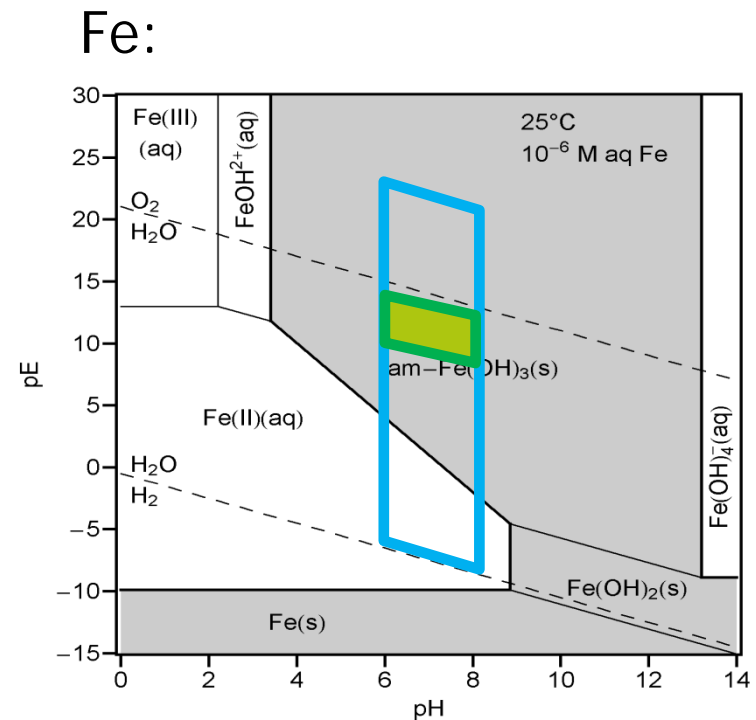 Fe:
30
25
20
15
10
5
0
−5
−10
−15
pE
Fe(III)
(aq)
FeOH²⁺(aq)
25°C
10⁻⁶ M aq Fe
O₂
H₂O
am−Fe(OH)₃(s)
Fe(II)(aq)
Fe(OH)₄⁻(aq)
H₂O
H₂
Fe(OH)₂(s)
Fe(s)
0 2 4 6 8 10 12 14
pH